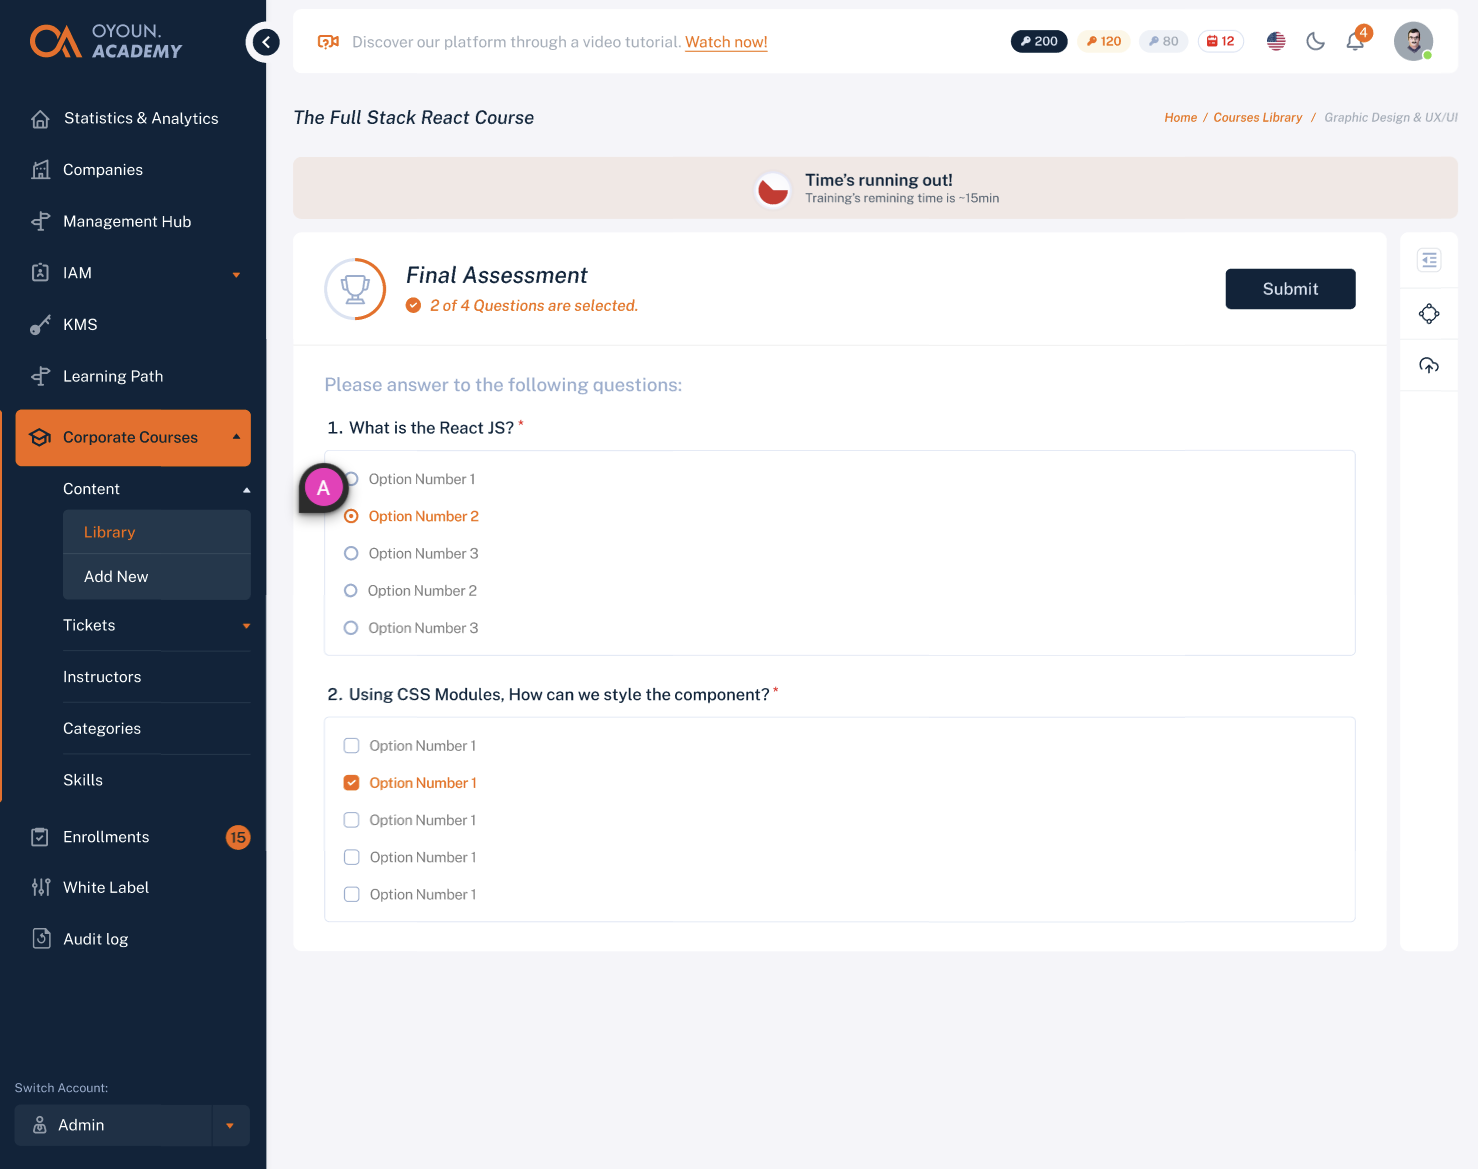 OYOUN.
ACADEMY
Statistics & Analytics
Companies
Management Hub
IAM
KMS
Learning Path
Corporate Courses
Content
Library
Add New
Tickets
Instructors
Categories
Skills
Enrollments
15
White Label
Audit log
Switch Account:
Admin
Discover our platform through a video tutorial. Watch now!
200
120
80
12
4
The Full Stack React Course
Home / Courses Library / Graphic Design & UX/UI
Time's running out!
Training's remining time is ~15min
Final Assessment
2 of 4 Questions are selected.
Submit
Please answer to the following questions:
1. What is the React JS? *
A
Option Number 1
Option Number 2
Option Number 3
Option Number 2
Option Number 3
2. Using CSS Modules, How can we style the component? *
Option Number 1
Option Number 1
Option Number 1
Option Number 1
Option Number 1